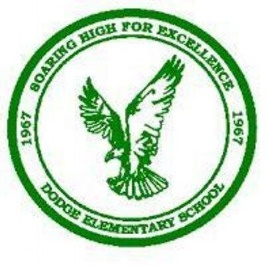 SOARING HIGH FOR EXCELLENCE
1967
1967
DODGE ELEMENTARY SCHOOL